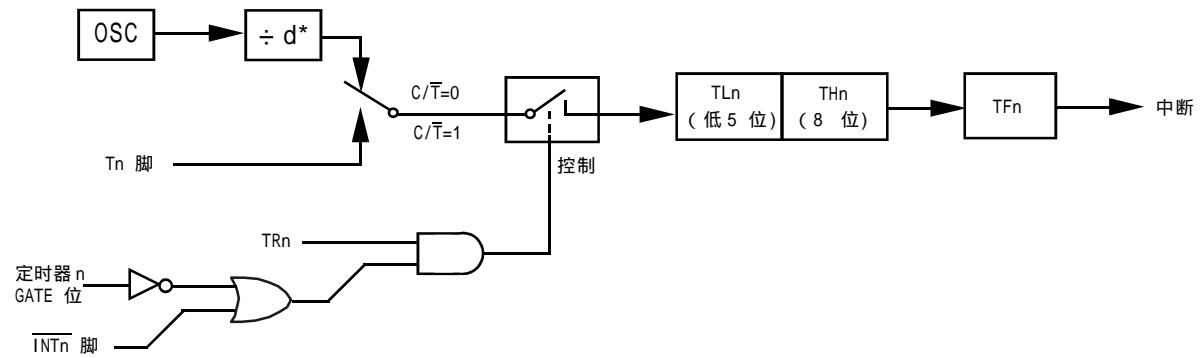 OSC
÷ d*
C/T̅=0
C/T̅=1
Tn 脚
控制
TLn
(低 5 位)
THn
(8 位)
TFn
中断
TRn
定时器 n
GATE 位
I̅N̅T̅n̅ 脚